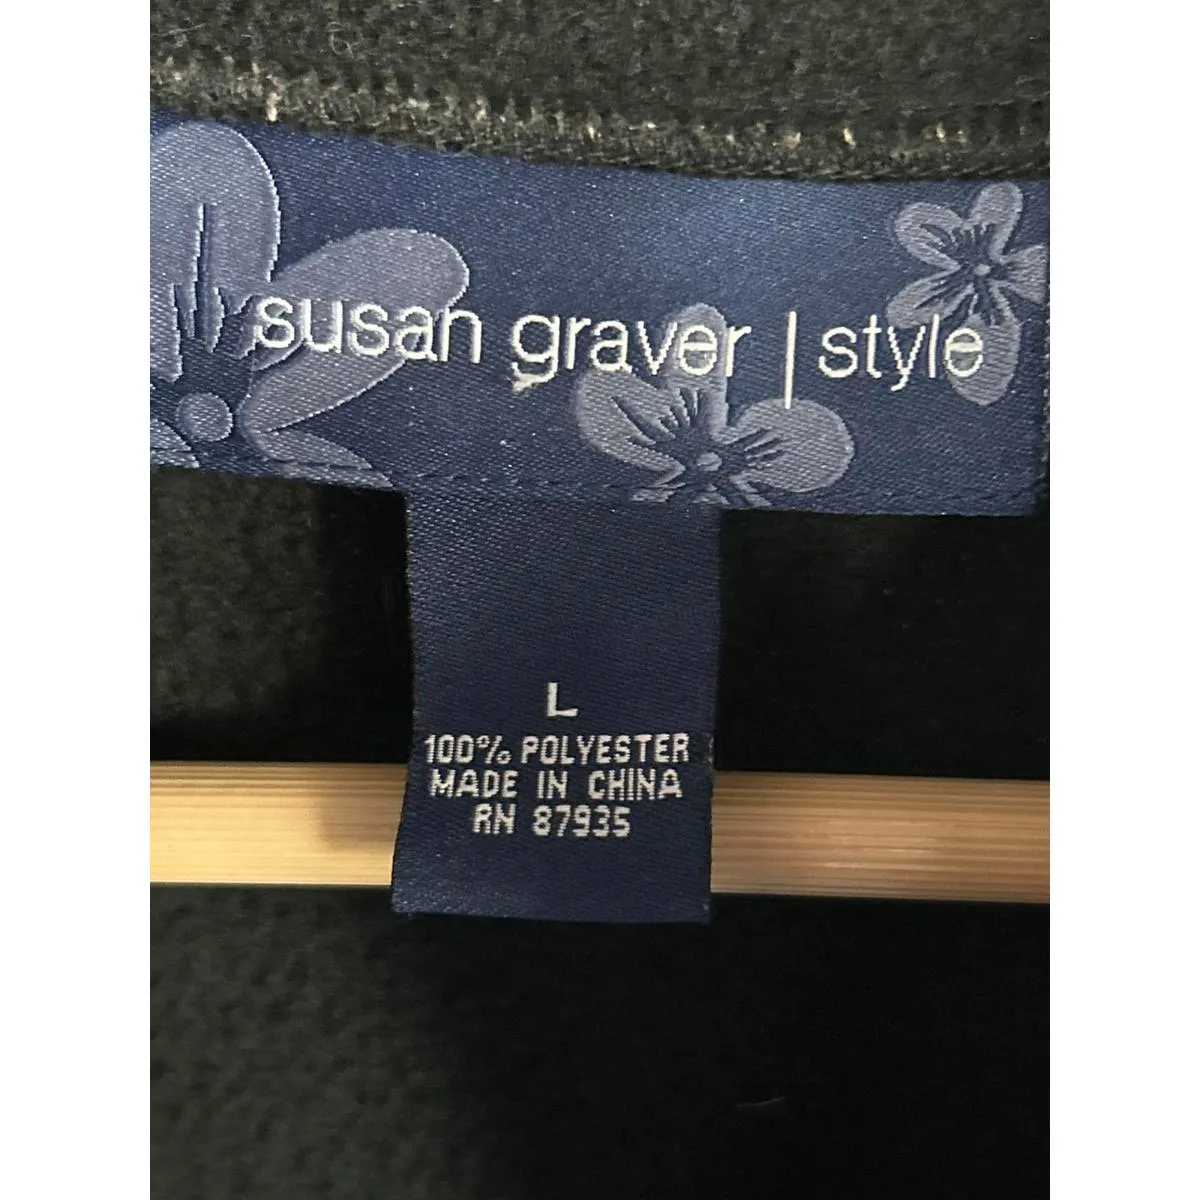 susan graver | style
L
100% POLYESTER
MADE IN CHINA
RN 87935